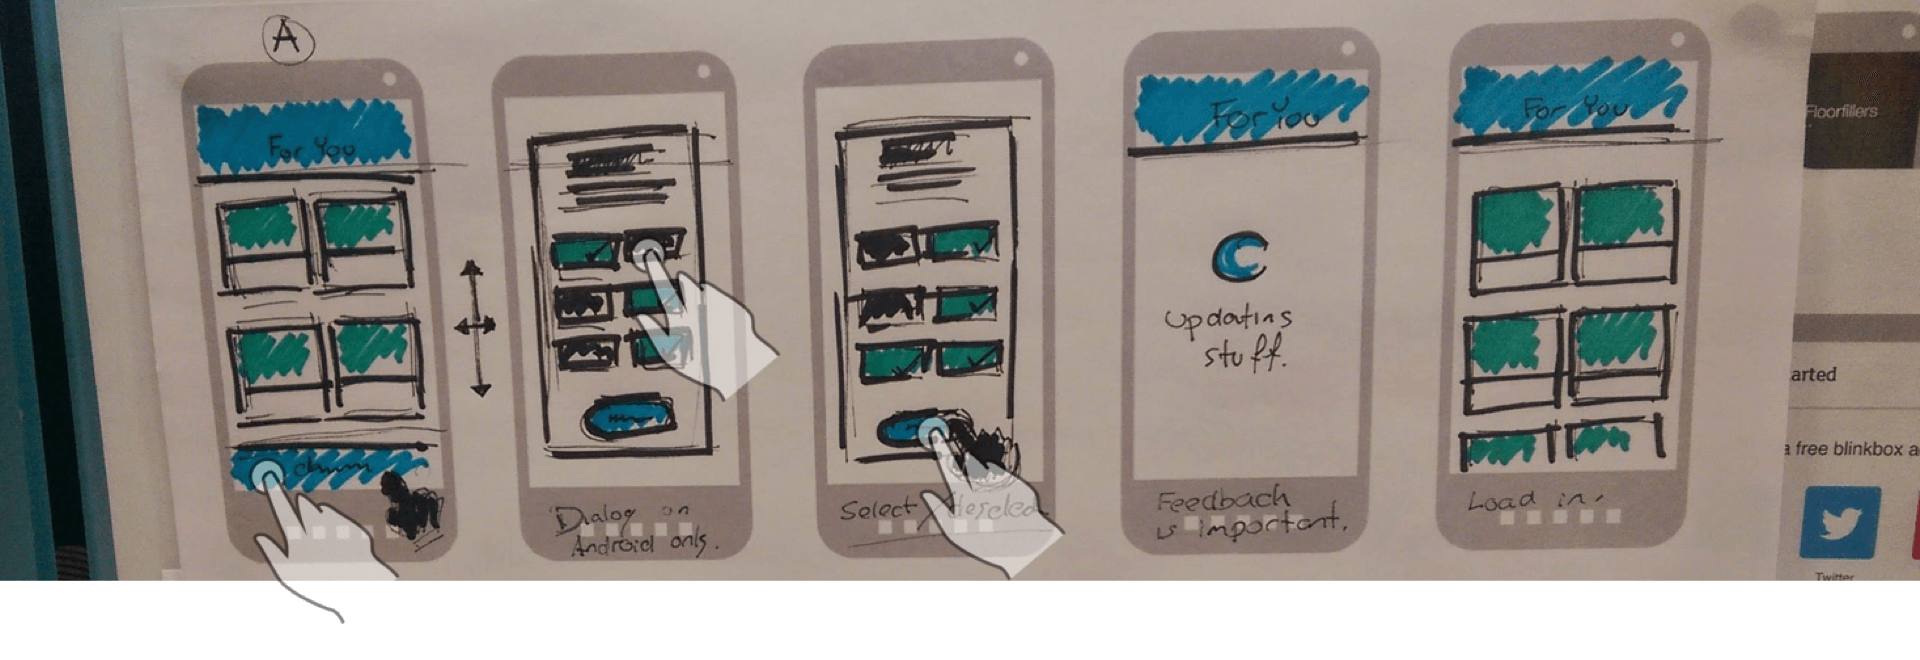 A
For You
Dialog on
Android only.
Select / deselect
For You
updating
stuff.
Feedback
is important.
For You
Load in.
Floorfillers
arted
a free blinkbox a
Twitter